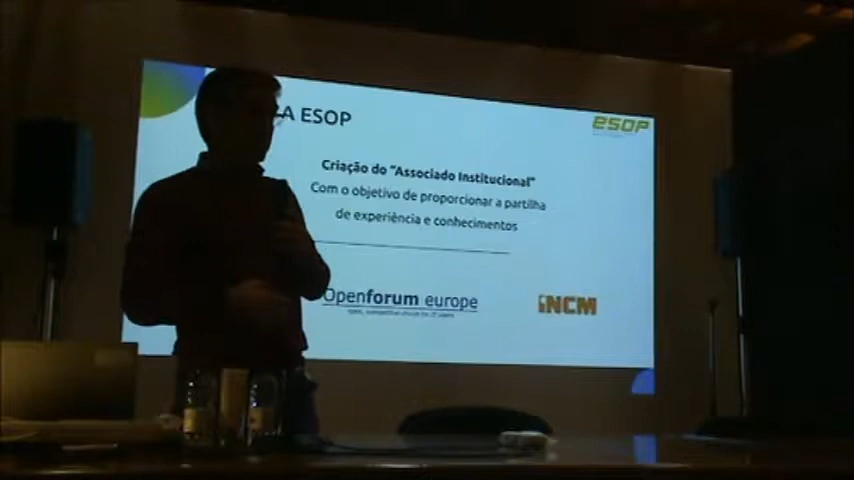 A ESOP
esop
Criação do "Associado Institucional"
Com o objetivo de proporcionar a partilha
de experiência e conhecimentos
Openforum europe
INCM